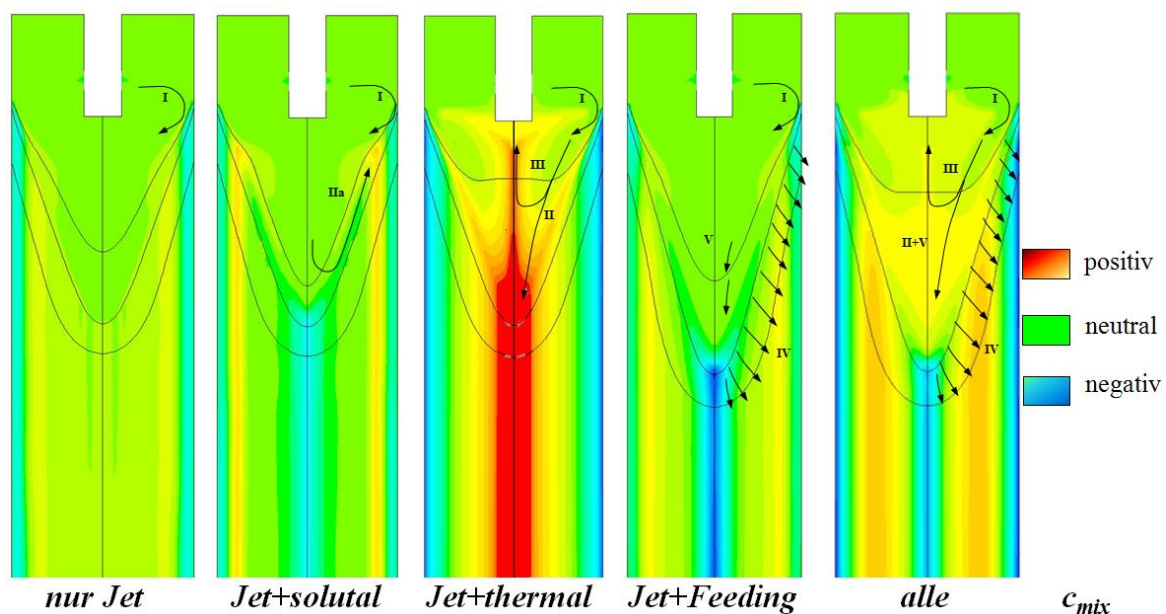 I
I
I
I
I
IIa
III
II
V
IV
III
II+V
IV
positiv
neutral
negativ
nur Jet
Jet+solutal
Jet+thermal
Jet+Feeding
alle
c_mix